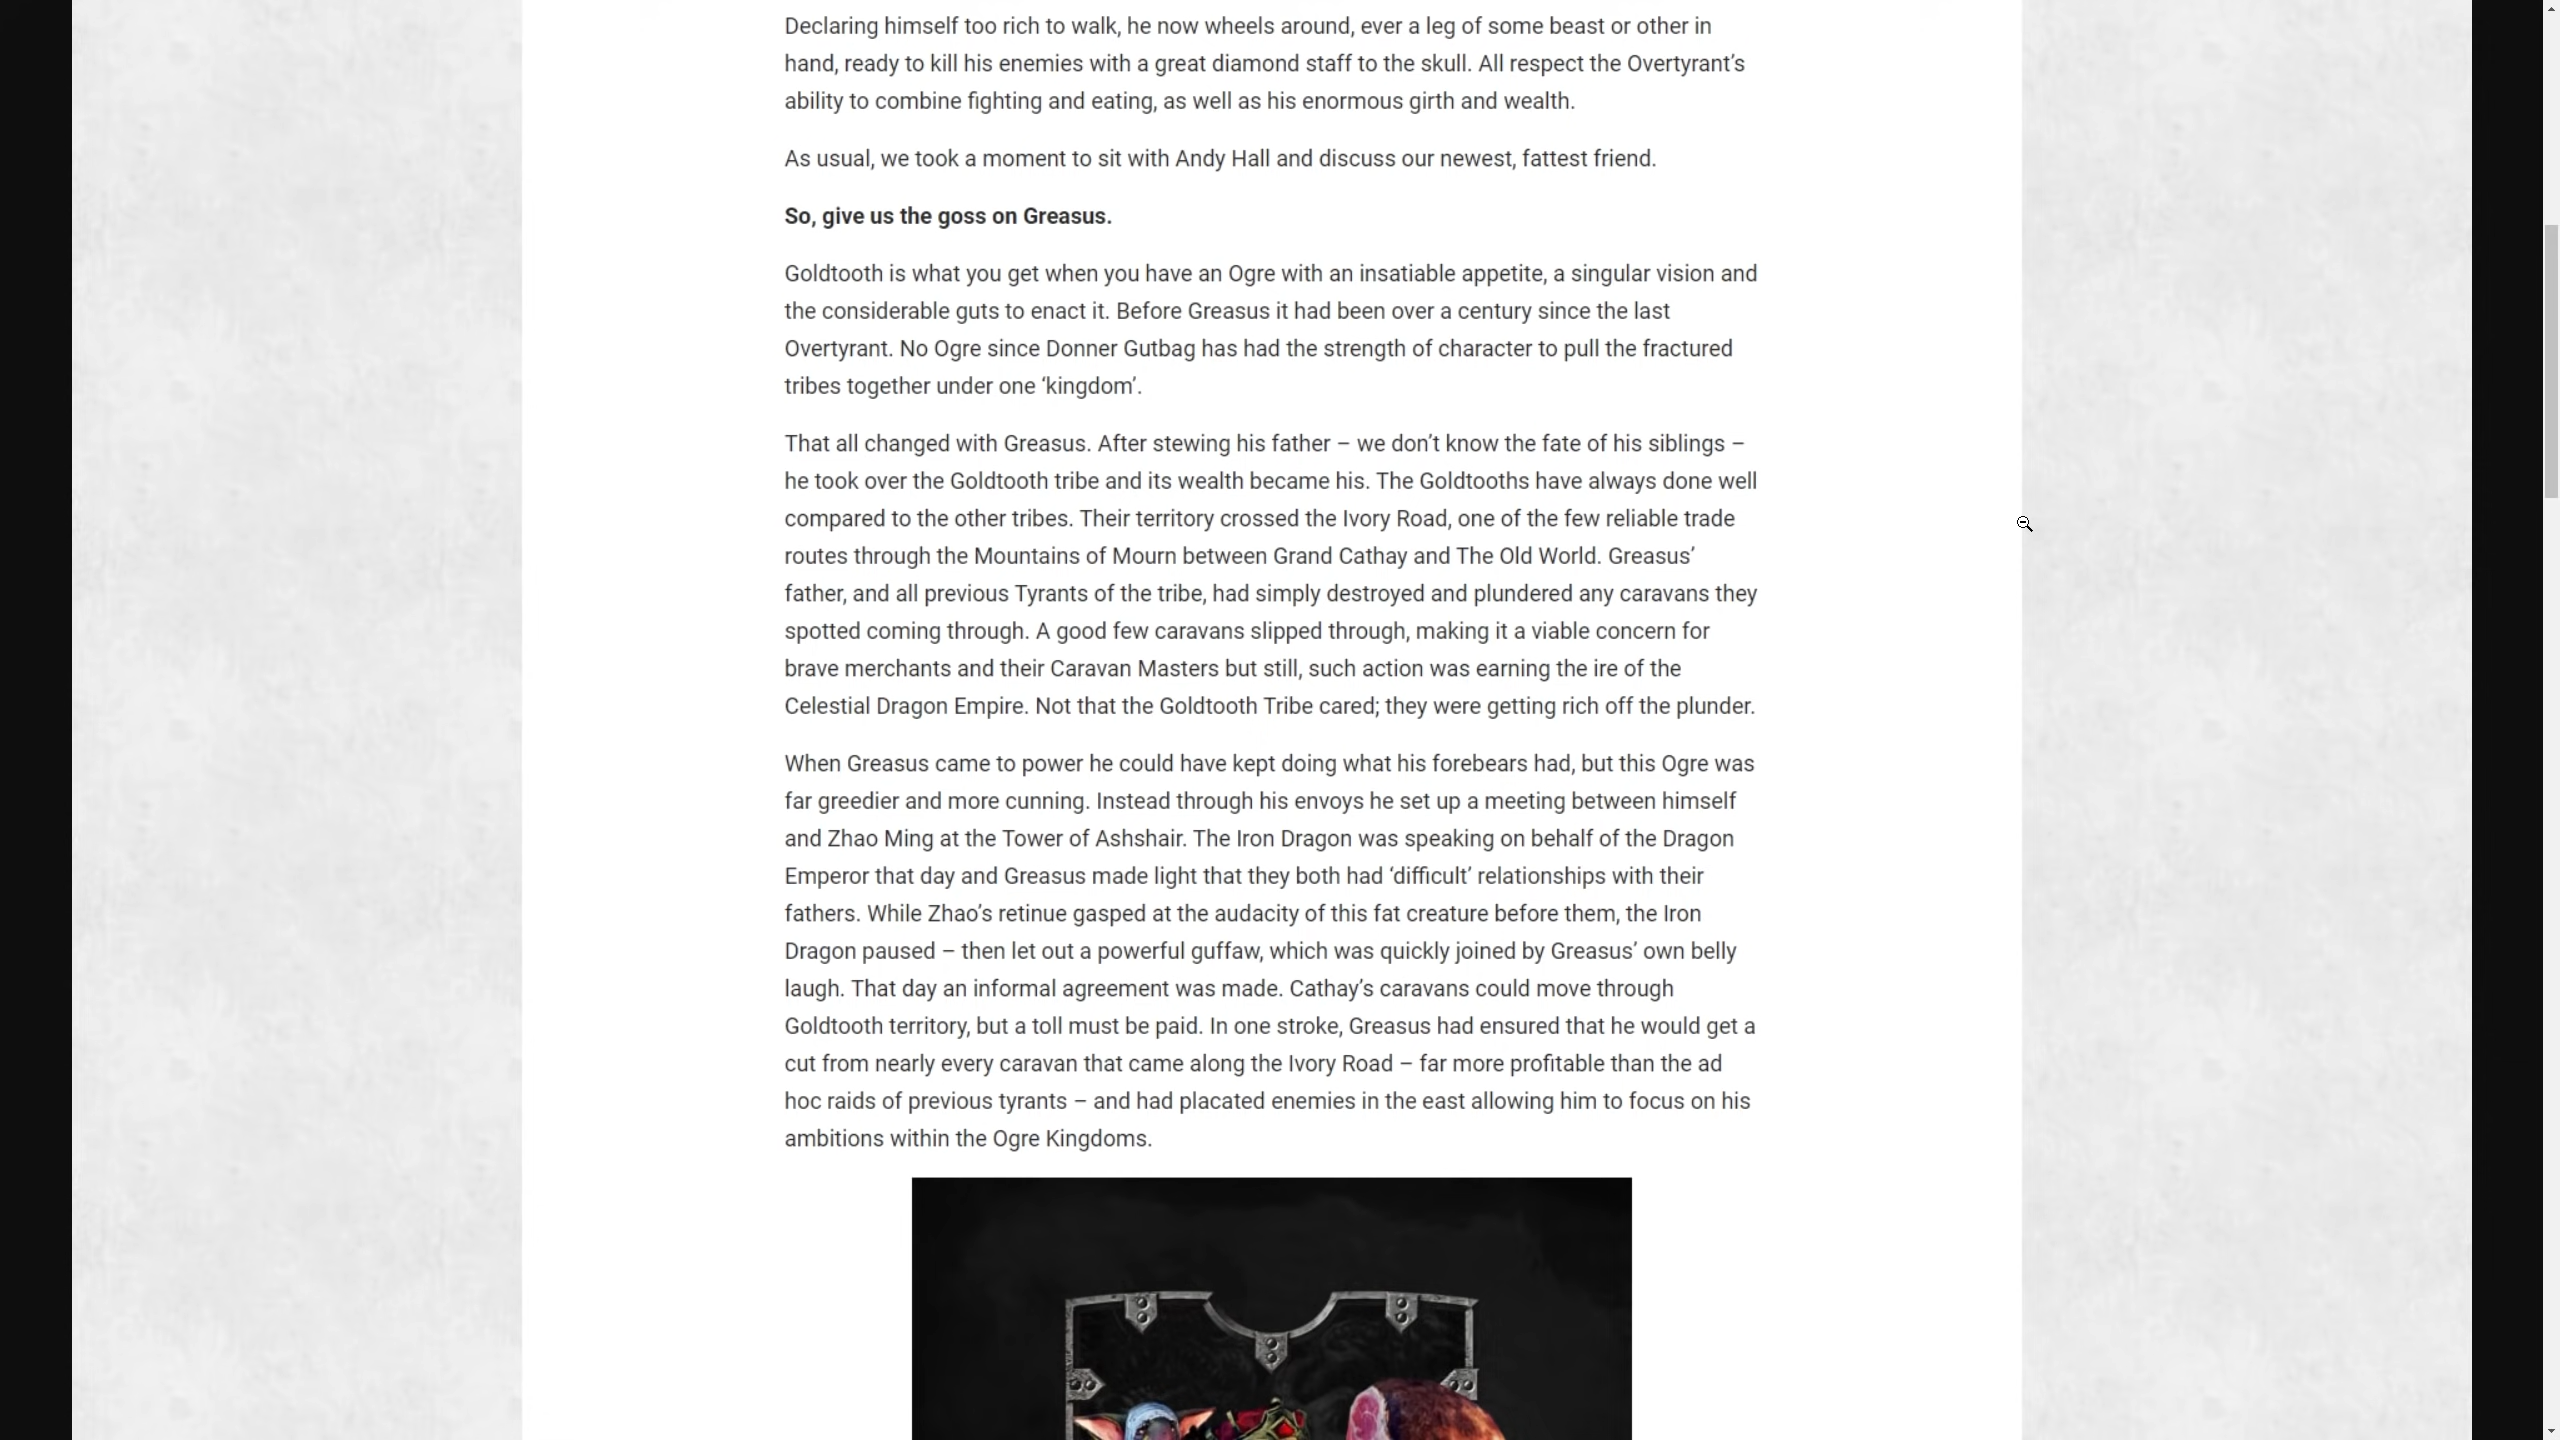 Declaring himself too rich to walk, he now wheels around, ever a leg of some beast or other in
hand, ready to kill his enemies with a great diamond staff to the skull. All respect the Overtyrant’s
ability to combine fighting and eating, as well as his enormous girth and wealth.
As usual, we took a moment to sit with Andy Hall and discuss our newest, fattest friend.
So, give us the goss on Greasus.
Goldtooth is what you get when you have an Ogre with an insatiable appetite, a singular vision and
the considerable guts to enact it. Before Greasus it had been over a century since the last
Overtyrant. No Ogre since Donner Gutbag has had the strength of character to pull the fractured
tribes together under one ‘kingdom’.
That all changed with Greasus. After stewing his father – we don’t know the fate of his siblings –
he took over the Goldtooth tribe and its wealth became his. The Goldtooths have always done well
compared to the other tribes. Their territory crossed the Ivory Road, one of the few reliable trade
routes through the Mountains of Mourn between Grand Cathay and The Old World. Greasus’
father, and all previous Tyrants of the tribe, had simply destroyed and plundered any caravans they
spotted coming through. A good few caravans slipped through, making it a viable concern for
brave merchants and their Caravan Masters but still, such action was earning the ire of the
Celestial Dragon Empire. Not that the Goldtooth Tribe cared; they were getting rich off the plunder.
When Greasus came to power he could have kept doing what his forebears had, but this Ogre was
far greedier and more cunning. Instead through his envoys he set up a meeting between himself
and Zhao Ming at the Tower of Ashshair. The Iron Dragon was speaking on behalf of the Dragon
Emperor that day and Greasus made light that they both had ‘difficult’ relationships with their
fathers. While Zhao’s retinue gasped at the audacity of this fat creature before them, the Iron
Dragon paused – then let out a powerful guffaw, which was quickly joined by Greasus’ own belly
laugh. That day an informal agreement was made. Cathay’s caravans could move through
Goldtooth territory, but a toll must be paid. In one stroke, Greasus had ensured that he would get a
cut from nearly every caravan that came along the Ivory Road – far more profitable than the ad
hoc raids of previous tyrants – and had placated enemies in the east allowing him to focus on his
ambitions within the Ogre Kingdoms.